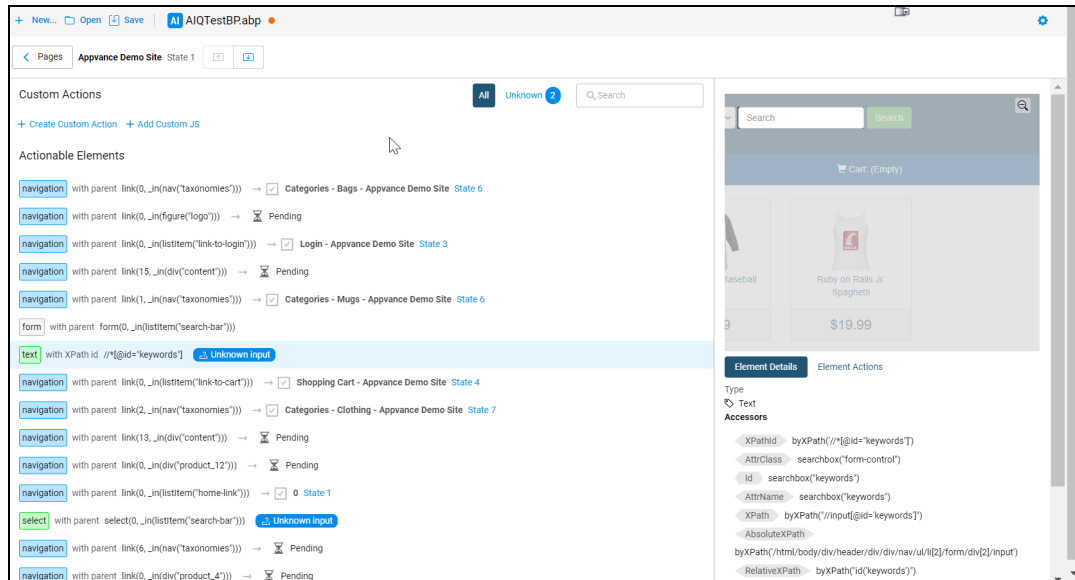 + New... Open Save AI AIQTestBP.abp
Pages Appvance Demo Site State 1
Custom Actions All Unknown 2 Search
+ Create Custom Action + Add Custom JS
Actionable Elements
navigation with parent link(0, _in(nav("taxonomies"))) → Categories - Bags - Appvance Demo Site State 6
navigation with parent link(0, _in(figure("logo"))) → Pending
navigation with parent link(0, _in(listItem("link-to-login"))) → Login - Appvance Demo Site State 3
navigation with parent link(15, _in(div("content"))) → Pending
navigation with parent link(1, _in(nav("taxonomies"))) → Categories - Mugs - Appvance Demo Site State 6
form with parent form(0, _in(listItem("search-bar")))
text with XPath id //*[@id="keywords"] Unknown input
navigation with parent link(0, _in(listItem("link-to-cart"))) → Shopping Cart - Appvance Demo Site State 4
navigation with parent link(2, _in(nav("taxonomies"))) → Categories - Clothing - Appvance Demo Site State 7
navigation with parent link(13, _in(div("content"))) → Pending
navigation with parent link(0, _in(div("product_12"))) → Pending
navigation with parent link(0, _in(listItem("home-link"))) → 0 State 1
select with parent select(0, _in(listItem("search-bar"))) Unknown input
navigation with parent link(6, _in(nav("taxonomies"))) → Pending
navigation with parent link(0, _in(div("product_4"))) → Pending
Search Search
Cart: (Empty)
Baseball Ruby on Rails Jr.
Spaghetti
9 $19.99
Element Details Element Actions
Type
Text
Accessors
XPathId byXPath('//*[@id="keywords"]')
AttrClass searchbox("form-control")
Id searchbox("keywords")
AttrName searchbox("keywords")
XPath byXPath("//input[@id='keywords']")
AbsoluteXPath
byXPath('/html/body/div/header/div/div/nav/ul/li[2]/form/div[2]/input')
RelativeXPath byXPath("id('keywords')")